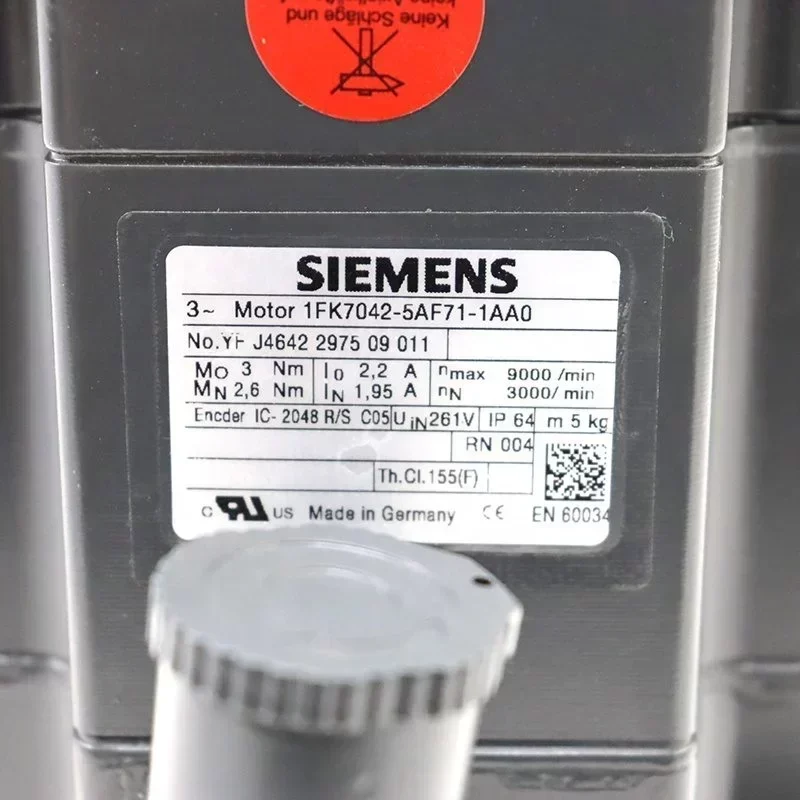 Keine Schläge und
SIEMENS
3~ Motor 1FK7042-5AF71-1AA0
No.YF J4642 2975 09 011
MO 3 Nm I0 2,2 A nmax 9000 /min
MN 2,6 Nm IN 1,95 A nN 3000/ min
Encder IC- 2048 R/S C05 UIN261V IP 64 m 5 kg
RN 004
Th.Cl.155(F)
C RU US Made in Germany CE EN 60034